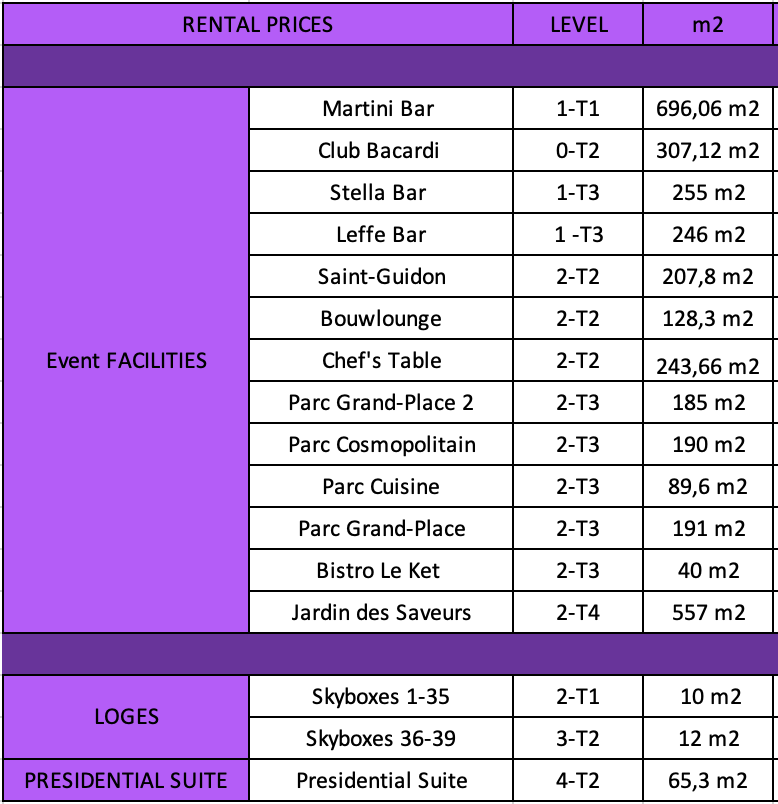 RENTAL PRICES LEVEL m2
Event FACILITIES
Martini Bar 1-T1 696,06 m2
Club Bacardi 0-T2 307,12 m2
Stella Bar 1-T3 255 m2
Leffe Bar 1 -T3 246 m2
Saint-Guidon 2-T2 207,8 m2
Bouwlounge 2-T2 128,3 m2
Chef's Table 2-T2 243,66 m2
Parc Grand-Place 2 2-T3 185 m2
Parc Cosmopolitain 2-T3 190 m2
Parc Cuisine 2-T3 89,6 m2
Parc Grand-Place 2-T3 191 m2
Bistro Le Ket 2-T3 40 m2
Jardin des Saveurs 2-T4 557 m2
LOGES
Skyboxes 1-35 2-T1 10 m2
Skyboxes 36-39 3-T2 12 m2
PRESIDENTIAL SUITE Presidential Suite 4-T2 65,3 m2